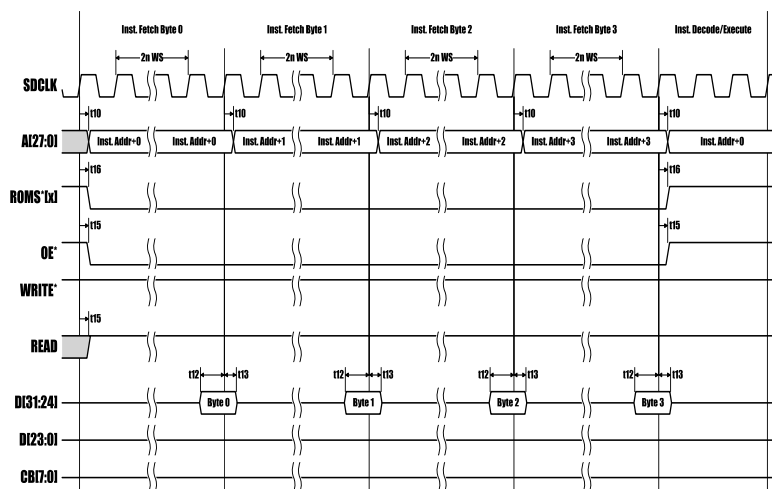 Inst. Fetch Byte 0 Inst. Fetch Byte 1 Inst. Fetch Byte 2 Inst. Fetch Byte 3 Inst. Decode/Execute
2n WS 2n WS 2n WS 2n WS
SDCLK
t10 t10 t10 t10 t10
A[27:0] Inst. Addr+0 Inst. Addr+0 Inst. Addr+1 Inst. Addr+1 Inst. Addr+2 Inst. Addr+2 Inst. Addr+3 Inst. Addr+3 Inst. Addr+0
t16 t16
ROMS*[x]
t15 t15
OE*
WRITE*
t15
READ
t12 t13 t12 t13 t12 t13 t12 t13
D[31:24] Byte 0 Byte 1 Byte 2 Byte 3
D[23:0]
CB[7:0]